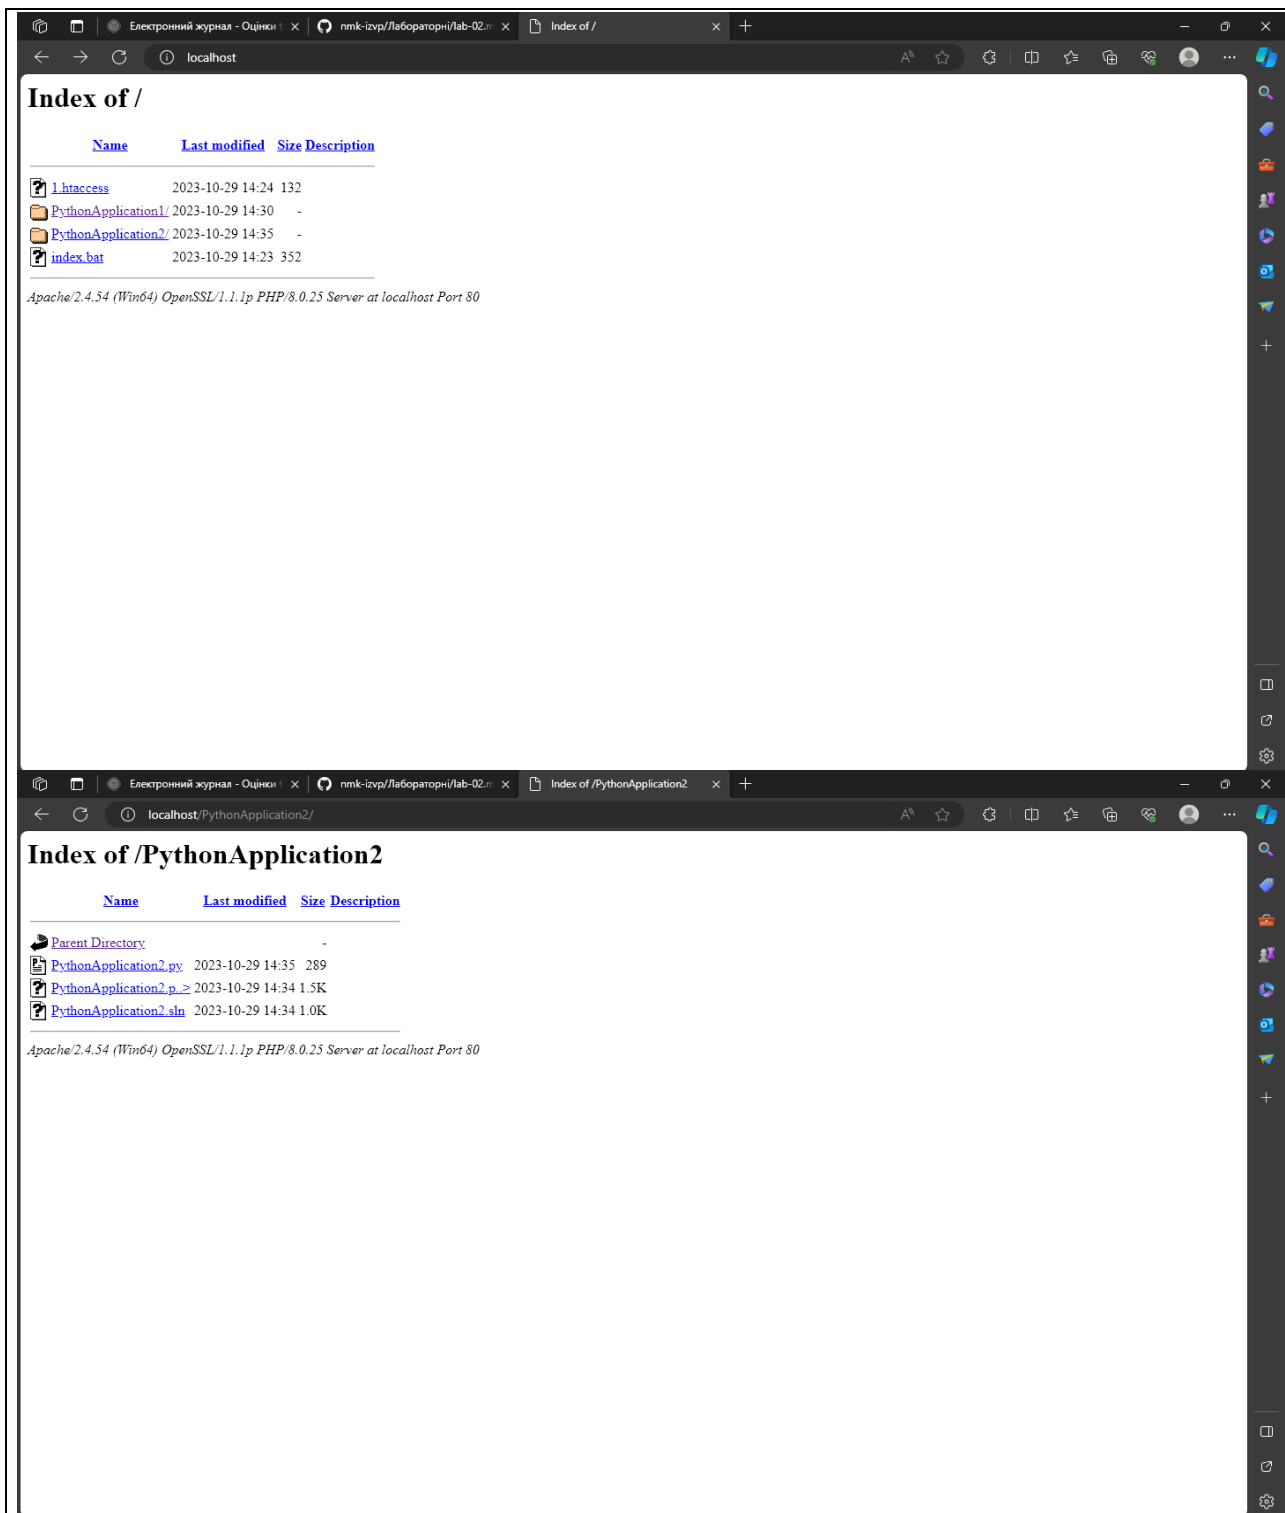 Електронний журнал - Оцінки
nmk-izvp/Лабораторні/lab-02.m
Index of /
localhost
Index of /
Name Last modified Size Description
1.htaccess 2023-10-29 14:24 132
PythonApplication1/ 2023-10-29 14:30 -
PythonApplication2/ 2023-10-29 14:35 -
index.bat 2023-10-29 14:23 352
Apache/2.4.54 (Win64) OpenSSL/1.1.1p PHP/8.0.25 Server at localhost Port 80
Електронний журнал - Оцінки
nmk-izvp/Лабораторні/lab-02.m
Index of /PythonApplication2
localhost/PythonApplication2/
Index of /PythonApplication2
Name Last modified Size Description
Parent Directory -
PythonApplication2.py 2023-10-29 14:35 289
PythonApplication2.p..> 2023-10-29 14:34 1.5K
PythonApplication2.sln 2023-10-29 14:34 1.0K
Apache/2.4.54 (Win64) OpenSSL/1.1.1p PHP/8.0.25 Server at localhost Port 80